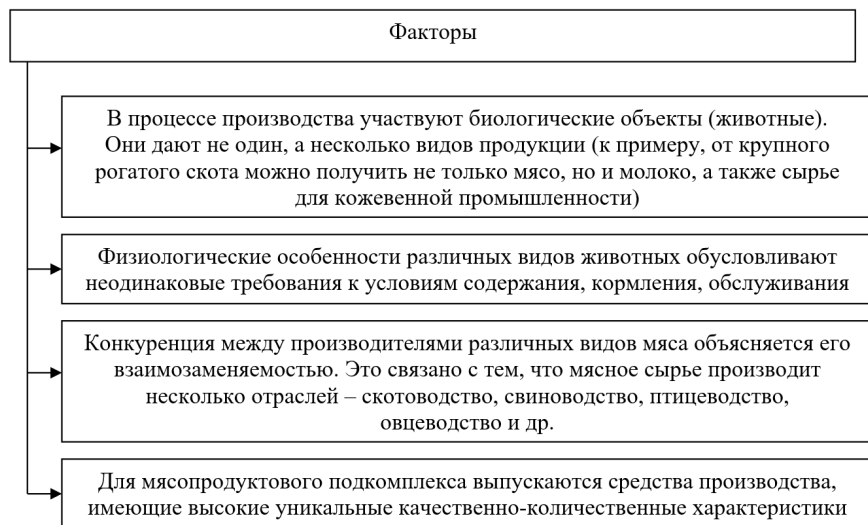 Факторы
В процессе производства участвуют биологические объекты (животные).
Они дают не один, а несколько видов продукции (к примеру, от крупного
рогатого скота можно получить не только мясо, но и молоко, а также сырье
для кожевенной промышленности)
Физиологические особенности различных видов животных обусловливают
неодинаковые требования к условиям содержания, кормления, обслуживания
Конкуренция между производителями различных видов мяса объясняется его
взаимозаменяемостью. Это связано с тем, что мясное сырье производит
несколько отраслей – скотоводство, свиноводство, птицеводство,
овцеводство и др.
Для мясопродуктового подкомплекса выпускаются средства производства,
имеющие высокие уникальные качественно-количественные характеристики